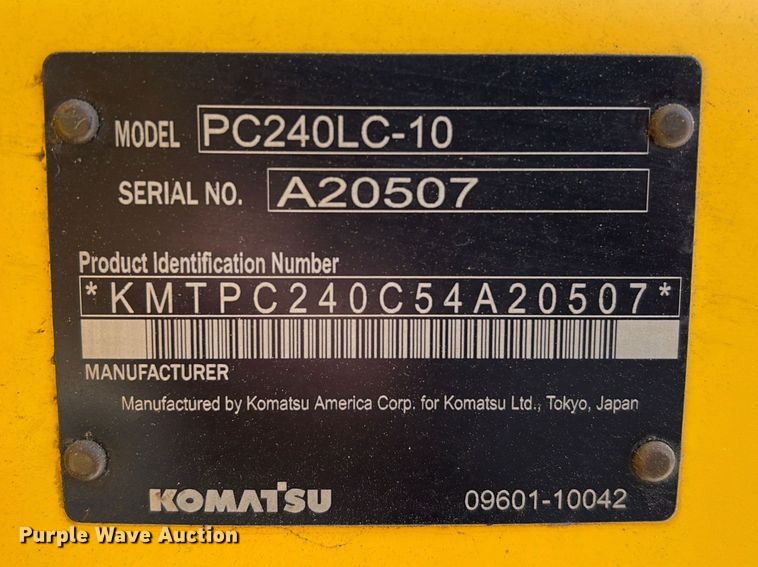 MODEL PC240LC-10
SERIAL NO. A20507
Product Identification Number
*KMTPC240C54A20507*
MANUFACTURER
Manufactured by Komatsu America Corp. for Komatsu Ltd., Tokyo, Japan
KOMATSU 09601-10042
Purple Wave Auction